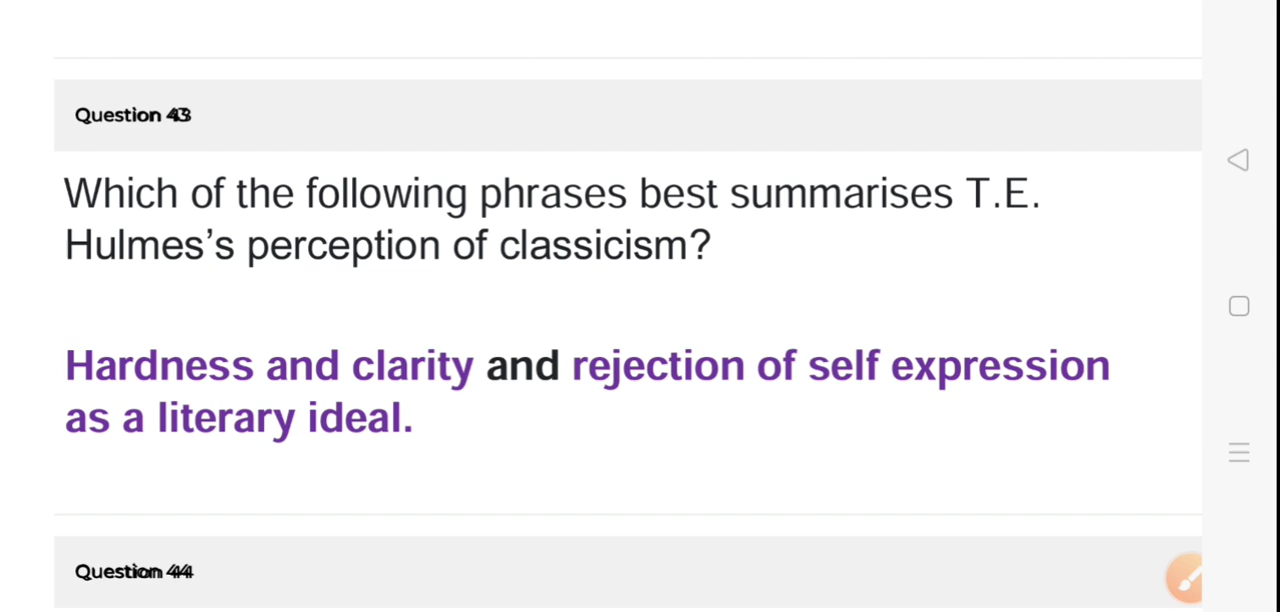 Question 43
Which of the following phrases best summarises T.E.
Hulmes’s perception of classicism?
Hardness and clarity and rejection of self expression
as a literary ideal.
Question 44